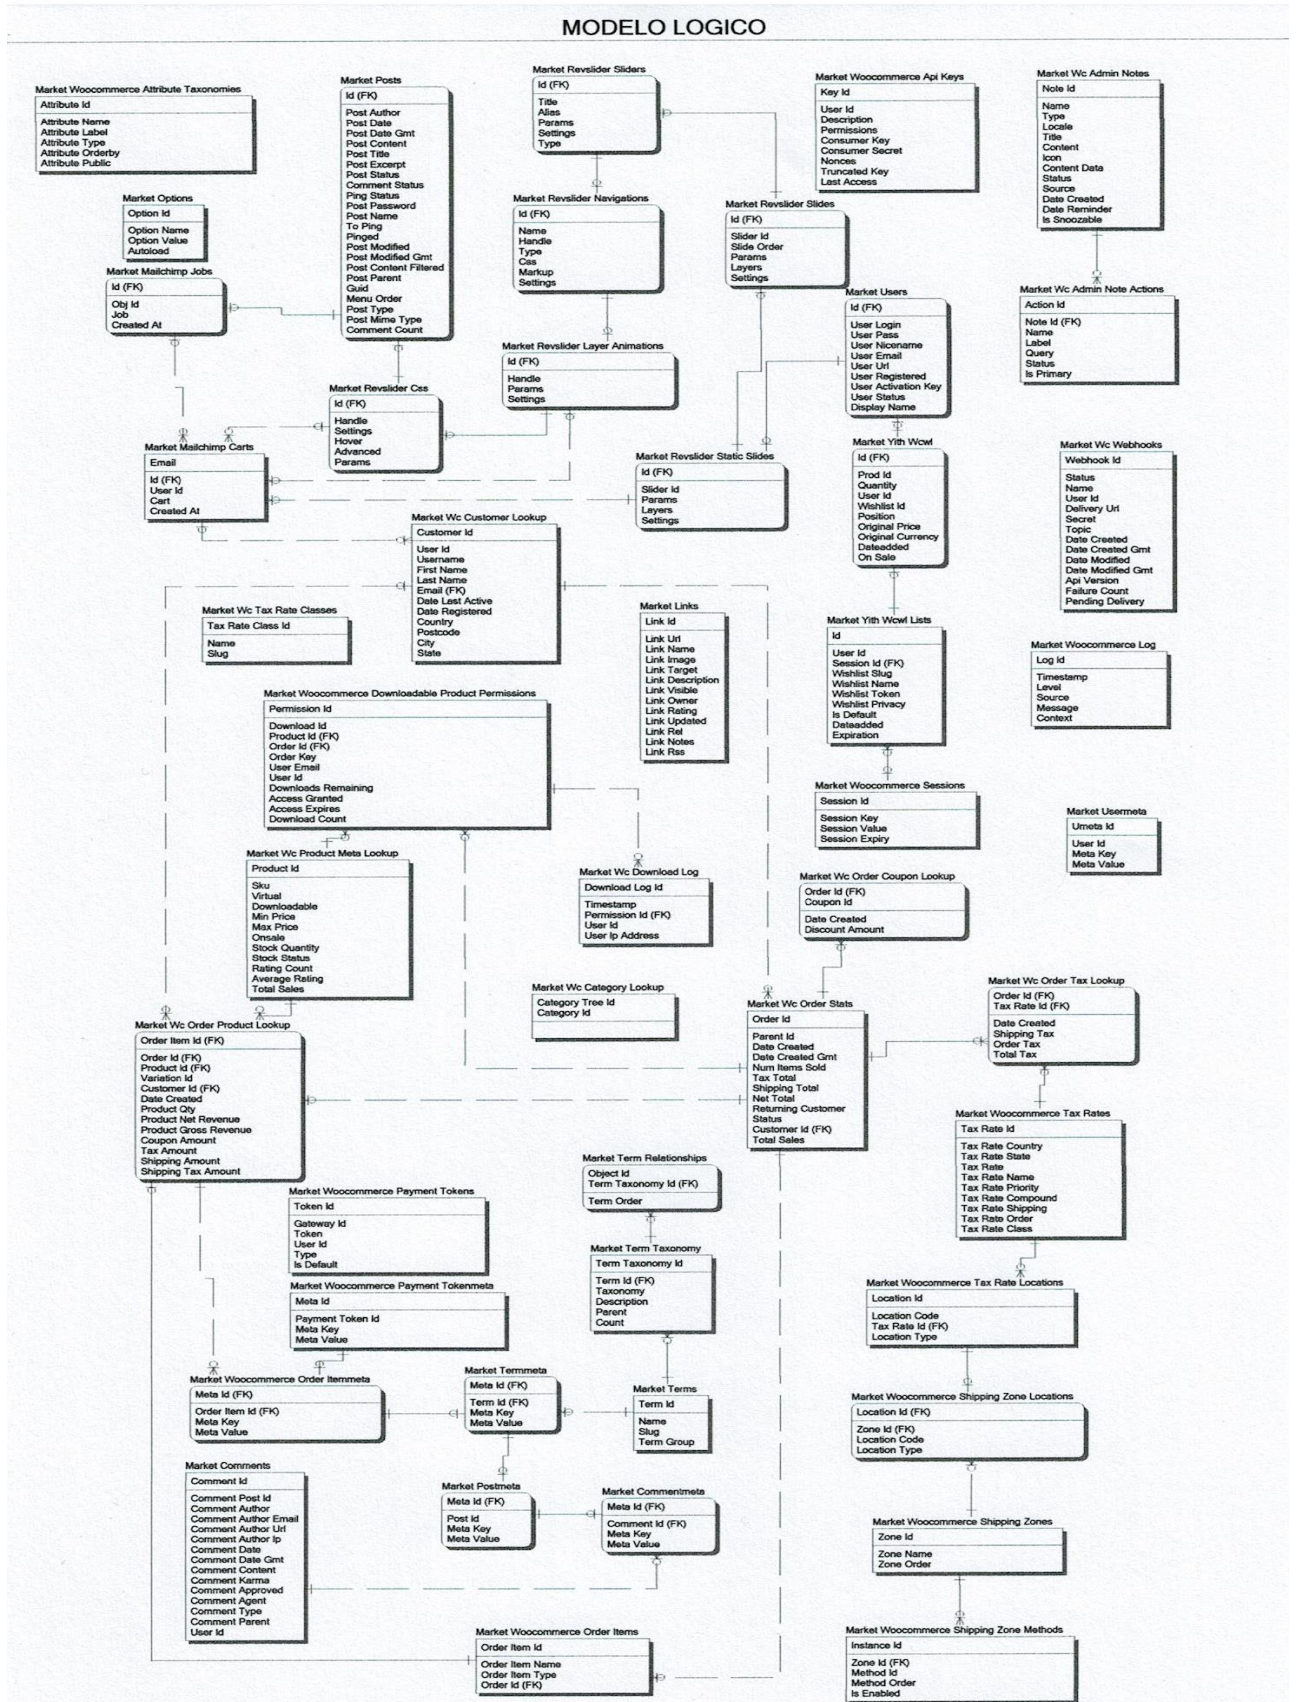 MODELO LOGICO
Market Woocommerce Attribute Taxonomies
Attribute Id
Attribute Name
Attribute Label
Attribute Type
Attribute Orderby
Attribute Public
Market Options
Option Id
Option Name
Option Value
Autoload
Market Mailchimp Jobs
Id (FK)
Obj Id
Job
Created At
Market Posts
Id (FK)
Post Author
Post Date
Post Date Gmt
Post Content
Post Title
Post Excerpt
Post Status
Comment Status
Ping Status
Post Password
Post Name
To Ping
Pinged
Post Modified
Post Modified Gmt
Post Content Filtered
Post Parent
Guid
Menu Order
Post Type
Post Mime Type
Comment Count
Market Revslider Sliders
Id (FK)
Title
Alias
Params
Settings
Type
Market Revslider Navigations
Id (FK)
Name
Handle
Type
Css
Markup
Settings
Market Revslider Layer Animations
Id (FK)
Handle
Params
Settings
Market Woocommerce Api Keys
Key Id
User Id
Description
Permissions
Consumer Key
Consumer Secret
Nonces
Truncated Key
Last Access
Market Revslider Slides
Id (FK)
Slider Id
Slide Order
Params
Layers
Settings
Market Wc Admin Notes
Note Id
Name
Type
Locale
Title
Content
Icon
Content Data
Status
Source
Date Created
Date Reminder
Is Snoozable
Market Wc Admin Note Actions
Action Id
Note Id (FK)
Name
Label
Query
Status
Is Primary
Market Users
Id (FK)
User Login
User Pass
User Nicename
User Email
User Url
User Registered
User Activation Key
User Status
Display Name
Market Revslider Css
Id (FK)
Handle
Settings
Hover
Advanced
Params
Market Mailchimp Carts
Email
Id (FK)
User Id
Cart
Created At
Market Revslider Static Slides
Id (FK)
Slider Id
Params
Layers
Settings
Market Yith Wcwl
Id (FK)
Prod Id
Quantity
User Id
Wishlist Id
Position
Original Price
Original Currency
Dateadded
On Sale
Market Wc Webhooks
Webhook Id
Status
Name
User Id
Delivery Url
Secret
Topic
Date Created
Date Created Gmt
Date Modified
Date Modified Gmt
Api Version
Failure Count
Pending Delivery
Market Wc Customer Lookup
Customer Id
User Id
Username
First Name
Last Name
Email (FK)
Date Last Active
Date Registered
Country
Postcode
City
State
Market Wc Tax Rate Classes
Tax Rate Class Id
Name
Slug
Market Links
Link Id
Link Url
Link Name
Link Image
Link Target
Link Description
Link Visible
Link Owner
Link Rating
Link Updated
Link Rel
Link Notes
Link Rss
Market Yith Wcwl Lists
Id
User Id
Session Id (FK)
Wishlist Slug
Wishlist Name
Wishlist Token
Wishlist Privacy
Is Default
Dateadded
Expiration
Market Woocommerce Log
Log Id
Timestamp
Level
Source
Message
Context
Market Woocommerce Downloadable Product Permissions
Permission Id
Download Id
Product Id (FK)
Order Id (FK)
Order Key
User Email
User Id
Downloads Remaining
Access Granted
Access Expires
Download Count
Market Woocommerce Sessions
Session Id
Session Key
Session Value
Session Expiry
Market Usermeta
Umeta Id
User Id
Meta Key
Meta Value
Market Wc Product Meta Lookup
Product Id
Sku
Virtual
Downloadable
Min Price
Max Price
Onsale
Stock Quantity
Stock Status
Rating Count
Average Rating
Total Sales
Market Wc Download Log
Download Log Id
Timestamp
Permission Id (FK)
User Id
User Ip Address
Market Wc Order Coupon Lookup
Order Id (FK)
Coupon Id
Date Created
Discount Amount
Market Wc Category Lookup
Category Tree Id
Category Id
Market Wc Order Stats
Order Id
Parent Id
Date Created
Date Created Gmt
Num Items Sold
Tax Total
Shipping Total
Net Total
Returning Customer
Status
Customer Id (FK)
Total Sales
Market Wc Order Tax Lookup
Order Id (FK)
Tax Rate Id (FK)
Date Created
Shipping Tax
Order Tax
Total Tax
Market Wc Order Product Lookup
Order Item Id (FK)
Order Id (FK)
Product Id (FK)
Variation Id
Customer Id (FK)
Date Created
Product Qty
Product Net Revenue
Product Gross Revenue
Coupon Amount
Tax Amount
Shipping Amount
Shipping Tax Amount
Market Woocommerce Tax Rates
Tax Rate Id
Tax Rate Country
Tax Rate State
Tax Rate
Tax Rate Name
Tax Rate Priority
Tax Rate Compound
Tax Rate Shipping
Tax Rate Order
Tax Rate Class
Market Term Relationships
Object Id
Term Taxonomy Id (FK)
Term Order
Market Woocommerce Payment Tokens
Token Id
Gateway Id
Token
User Id
Type
Is Default
Market Term Taxonomy
Term Taxonomy Id
Term Id (FK)
Taxonomy
Description
Parent
Count
Market Woocommerce Payment Tokenmeta
Meta Id
Payment Token Id
Meta Key
Meta Value
Market Woocommerce Tax Rate Locations
Location Id
Location Code
Tax Rate Id (FK)
Location Type
Market Woocommerce Order Itemmeta
Meta Id (FK)
Order Item Id (FK)
Meta Key
Meta Value
Market Termmeta
Meta Id (FK)
Term Id (FK)
Meta Key
Meta Value
Market Terms
Term Id
Name
Slug
Term Group
Market Woocommerce Shipping Zone Locations
Location Id (FK)
Zone Id (FK)
Location Code
Location Type
Market Comments
Comment Id
Comment Post Id
Comment Author
Comment Author Email
Comment Author Url
Comment Author Ip
Comment Date
Comment Date Gmt
Comment Content
Comment Karma
Comment Approved
Comment Agent
Comment Type
Comment Parent
User Id
Market Postmeta
Meta Id (FK)
Post Id
Meta Key
Meta Value
Market Commentmeta
Meta Id (FK)
Comment Id (FK)
Meta Key
Meta Value
Market Woocommerce Shipping Zones
Zone Id
Zone Name
Zone Order
Market Woocommerce Order Items
Order Item Id
Order Item Name
Order Item Type
Order Id (FK)
Market Woocommerce Shipping Zone Methods
Instance Id
Zone Id (FK)
Method Id
Method Order
Is Enabled